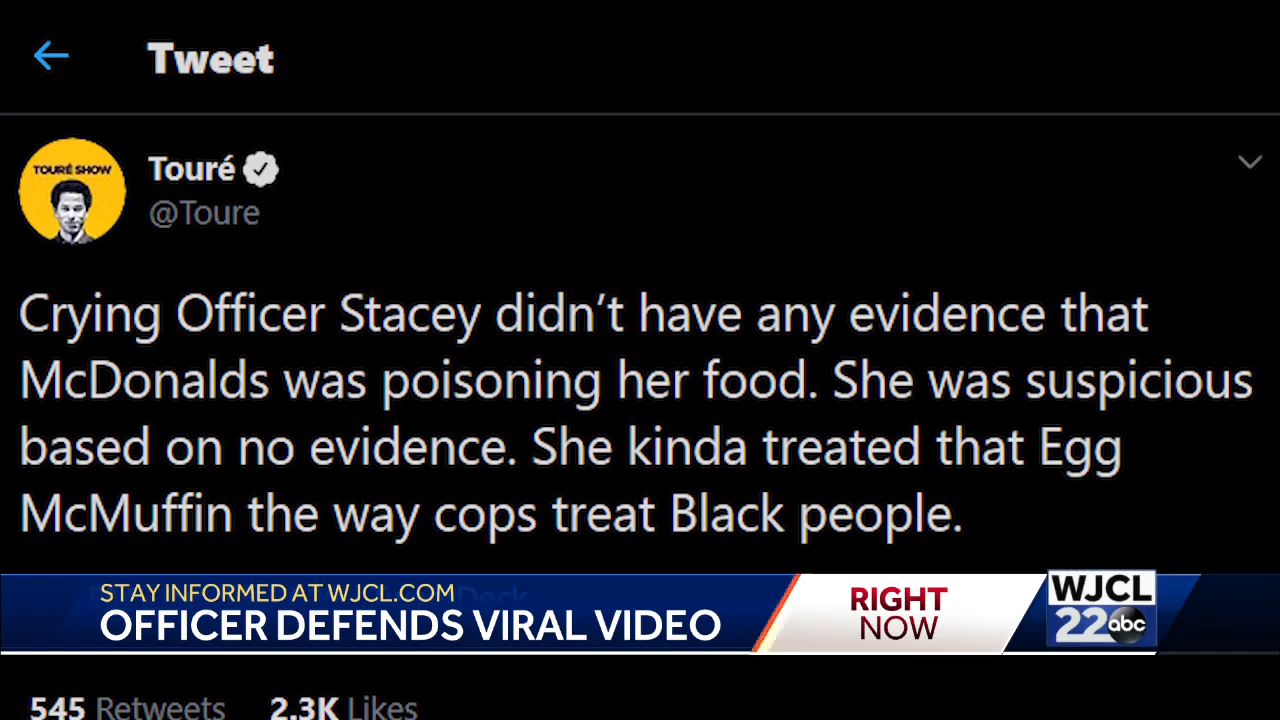 Tweet
TOURÉ SHOW
Touré
@Toure
Crying Officer Stacey didn’t have any evidence that
McDonalds was poisoning her food. She was suspicious
based on no evidence. She kinda treated that Egg
McMuffin the way cops treat Black people.
STAY INFORMED AT WJCL.COM
OFFICER DEFENDS VIRAL VIDEO
RIGHT
NOW
WJCL
22 abc
545 Retweets 2.3K Likes